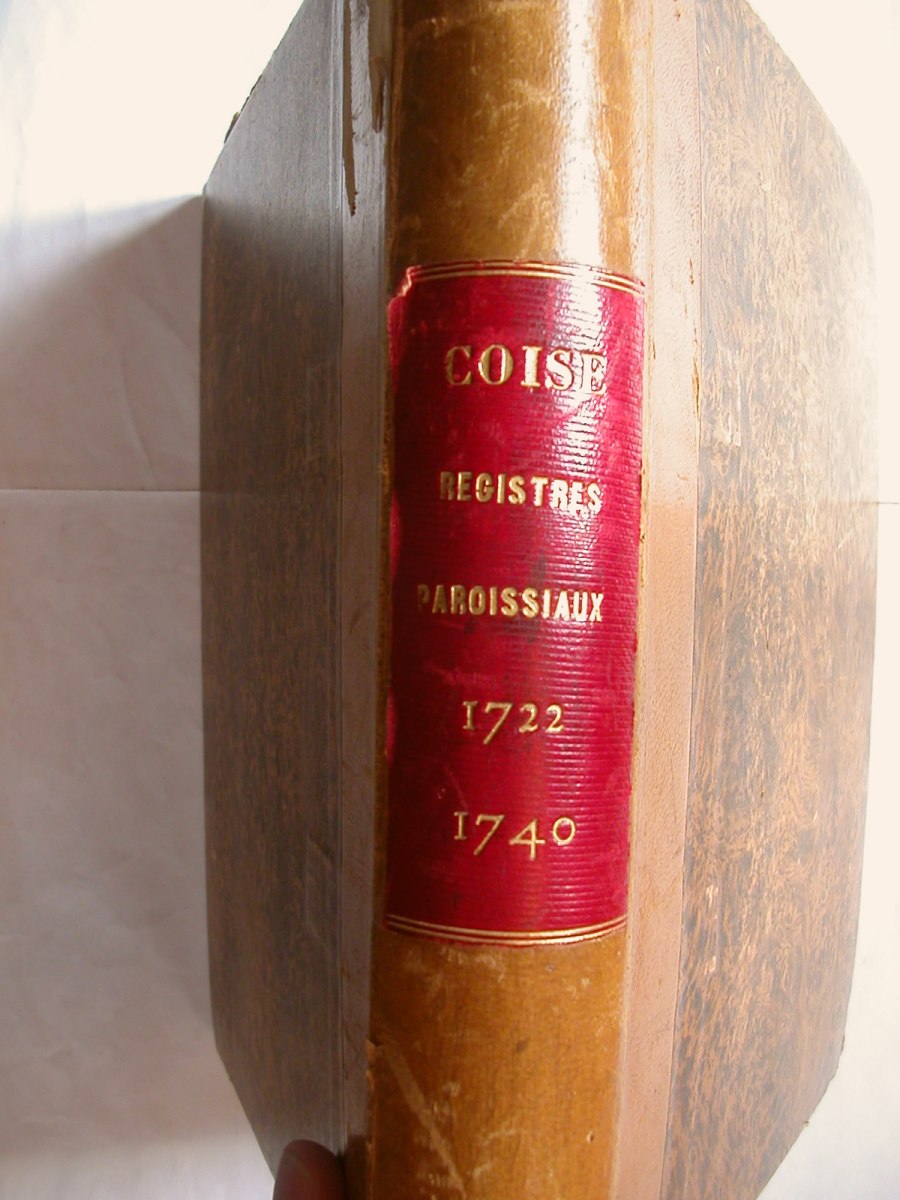 COISE
REGISTRES
PAROISSIAUX
1722
1740